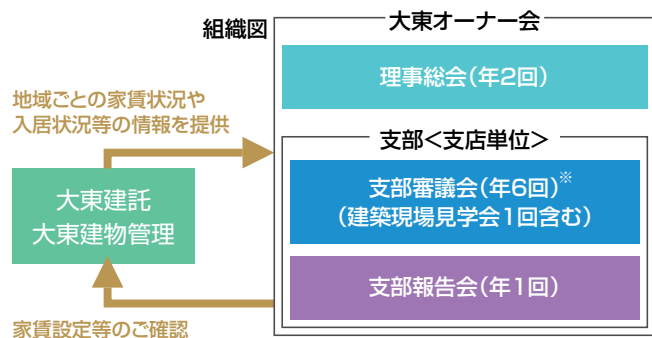 組織図
大東オーナー会
理事総会(年2回)
地域ごとの家賃状況や
入居状況等の情報を提供
支部<支店単位>
支部審議会(年6回)※
(建築現場見学会1回含む)
大東建託
大東建物管理
支部報告会(年1回)
家賃設定等のご確認